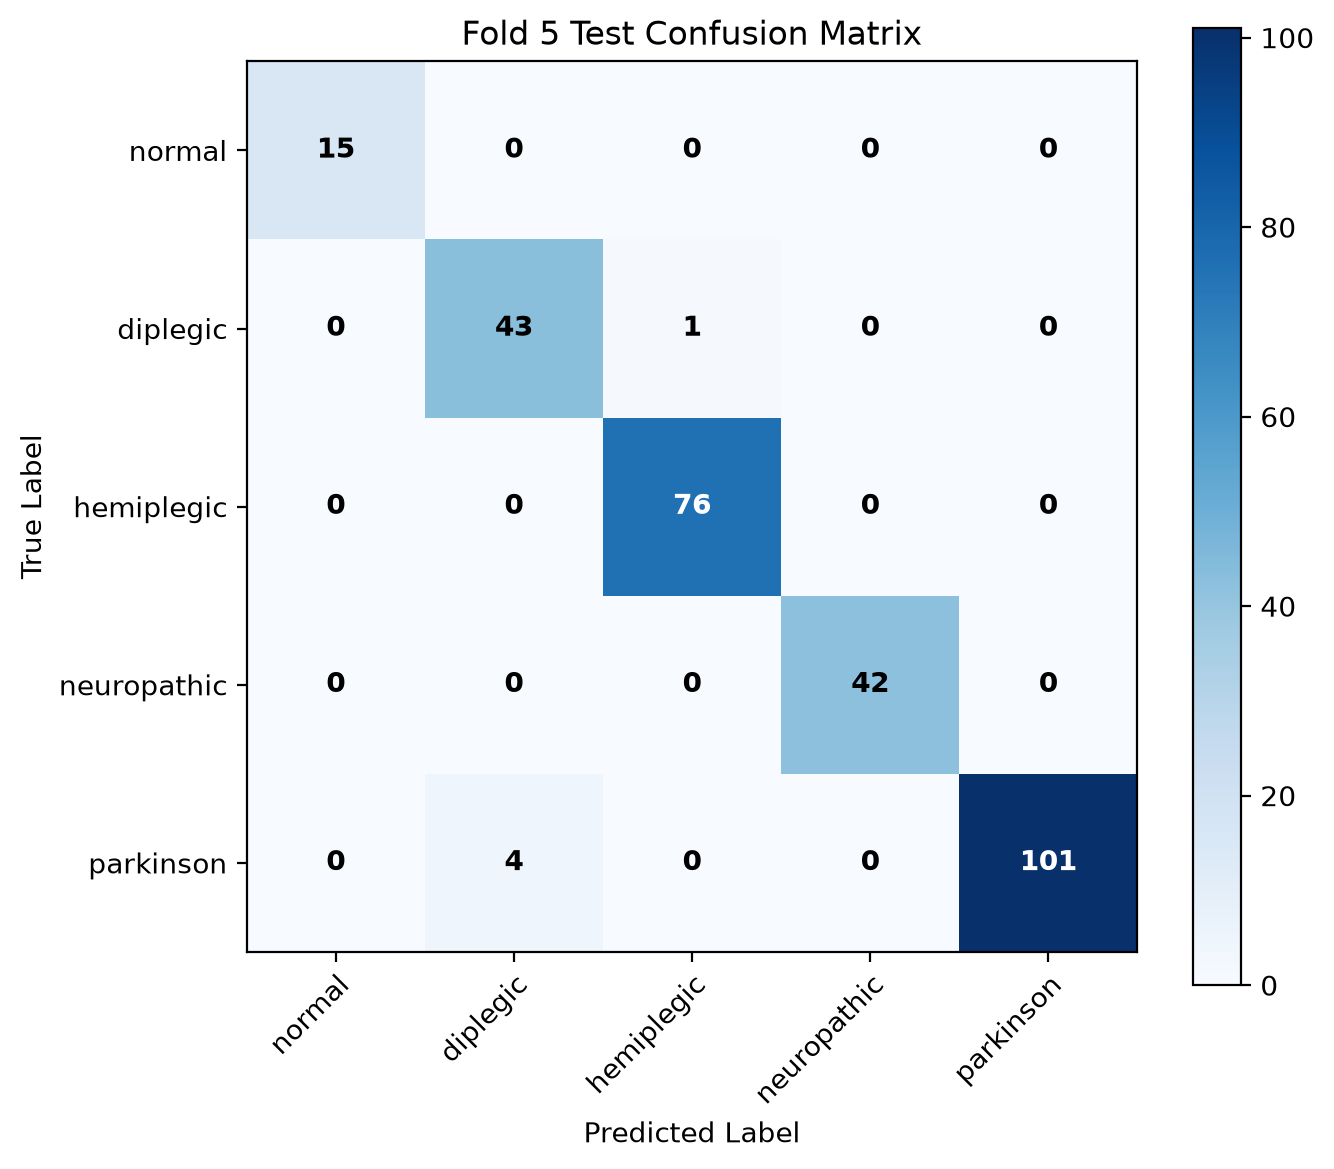 Fold 5 Test Confusion Matrix
normal 15 0 0 0 0
diplegic 0 43 1 0 0
hemiplegic 0 0 76 0 0
neuropathic 0 0 0 42 0
parkinson 0 4 0 0 101
normal diplegic hemiplegic neuropathic parkinson
Predicted Label
True Label
100
80
60
40
20
0